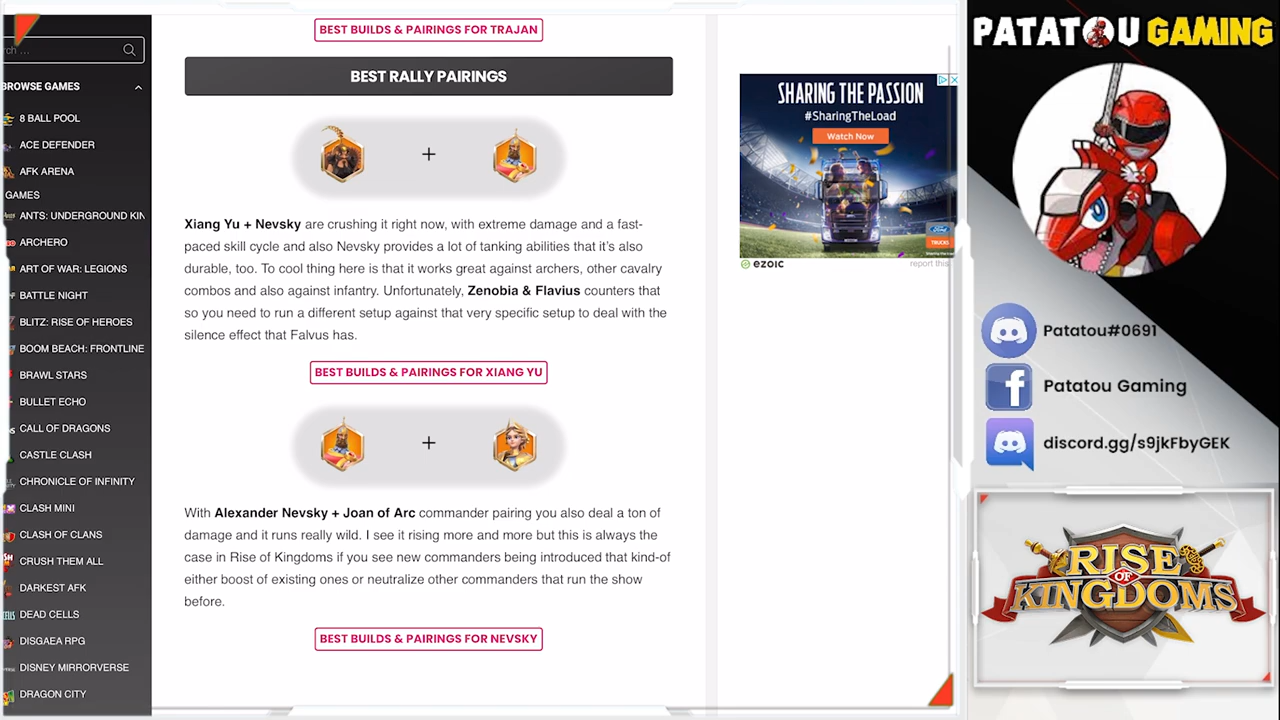 BEST BUILDS & PAIRINGS FOR TRAJAN
BEST RALLY PAIRINGS
+
Xiang Yu + Nevsky are crushing it right now, with extreme damage and a fast-
paced skill cycle and also Nevsky provides a lot of tanking abilities that it's also
durable, too. To cool thing here is that it works great against archers, other cavalry
combos and also against infantry. Unfortunately, Zenobia & Flavius counters that
so you need to run a different setup against that very specific setup to deal with the
silence effect that Falvus has.
BEST BUILDS & PAIRINGS FOR XIANG YU
+
With Alexander Nevsky + Joan of Arc commander pairing you also deal a ton of
damage and it runs really wild. I see it rising more and more but this is always the
case in Rise of Kingdoms if you see new commanders being introduced that kind-of
either boost of existing ones or neutralize other commanders that run the show
before.
BEST BUILDS & PAIRINGS FOR NEVSKY
rch ...
BROWSE GAMES
8 BALL POOL
ACE DEFENDER
AFK ARENA
GAMES
ANTS: UNDERGROUND KIN
ARCHERO
ART OF WAR: LEGIONS
BATTLE NIGHT
BLITZ: RISE OF HEROES
BOOM BEACH: FRONTLINE
BRAWL STARS
BULLET ECHO
CALL OF DRAGONS
CASTLE CLASH
CHRONICLE OF INFINITY
CLASH MINI
CLASH OF CLANS
CRUSH THEM ALL
DARKEST AFK
DEAD CELLS
DISGAEA RPG
DISNEY MIRRORVERSE
DRAGON CITY
SHARING THE PASSION
#SharingTheLoad
Watch Now
Ford
TRUCKS
ezoic
report this
PATATOU GAMING
Patatou#0691
Patatou Gaming
discord.gg/s9jkFbyGEK
RISE
OF
KINGDOMS